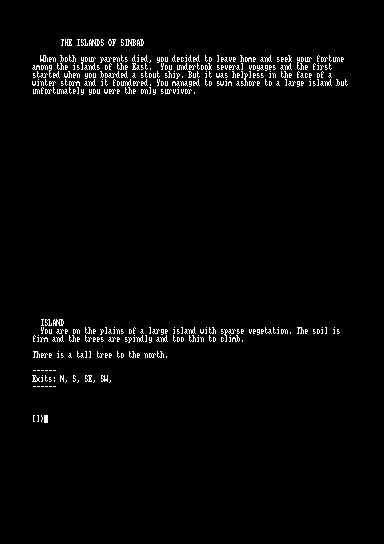 THE ISLANDS OF SINBAD
When both your parents died, you decided to leave home and seek your fortune
among the islands of the East.  You undertook several voyages and the first
started when you boarded a stout ship. But it was helpless in the face of a
winter storm and it foundered. You managed to swim ashore to a large island but
unfortunately you were the only survivor.
ISLAND
You are on the plains of a large island with sparse vegetation. The soil is
firm and the trees are spindly and too thin to climb.
There is a tall tree to the north.
------
Exits: N, S, SE, SW,
------
[1]>